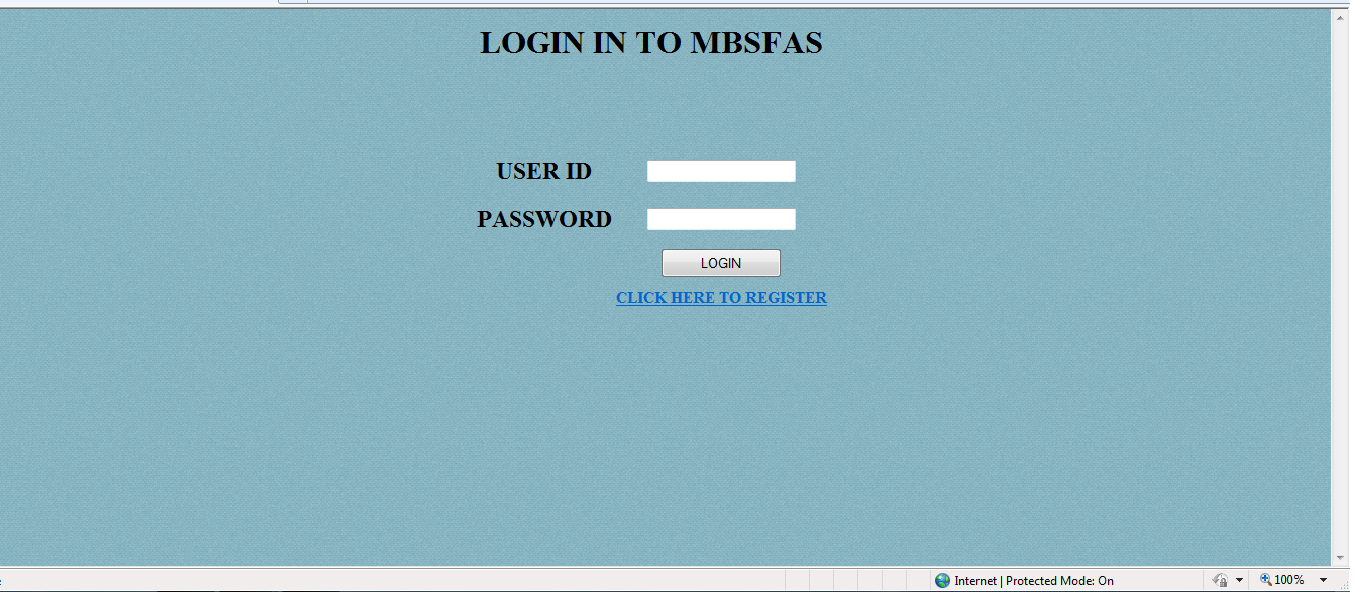 LOGIN IN TO MBSFAS
USER ID
PASSWORD
LOGIN
CLICK HERE TO REGISTER
Internet | Protected Mode: On
100%